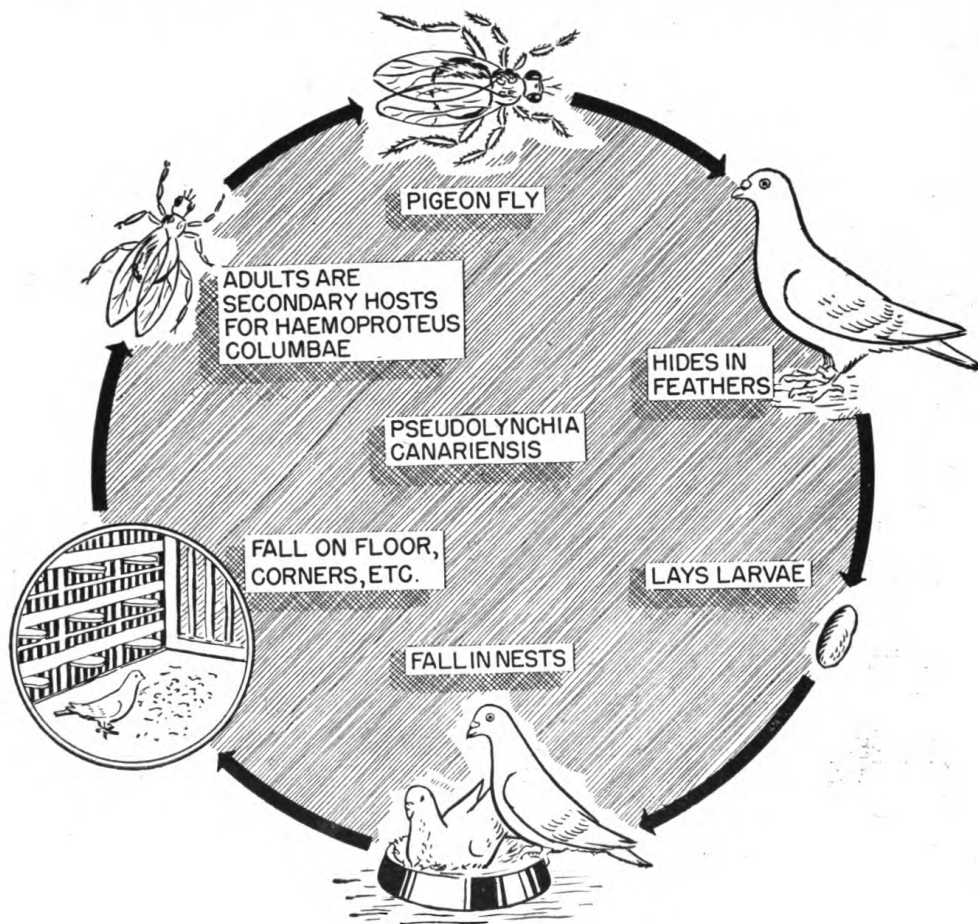 PIGEON FLY
ADULTS ARE
SECONDARY HOSTS
FOR HAEMOPROTEUS
COLUMBAE
HIDES IN
FEATHERS
PSEUDOLYNCHIA
CANARIENSIS
FALL ON FLOOR,
CORNERS, ETC.
LAYS LARVAE
FALL IN NESTS